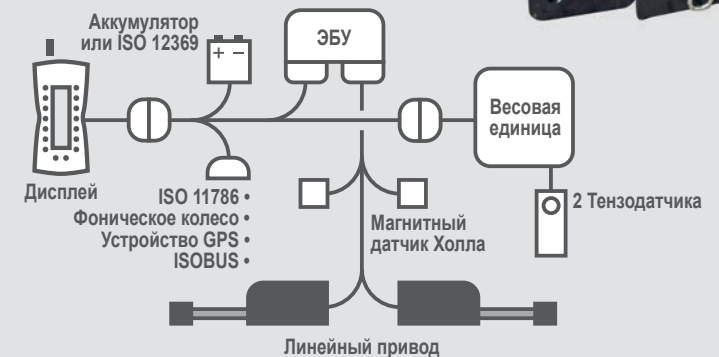 Аккумулятор
или ISO 12369
+ −
ЭБУ
Весовая
единица
Дисплей
ISO 11786 •
Фоническое колесо •
Устройство GPS •
ISOBUS •
Магнитный
датчик Холла
2 Тензодатчика
Линейный привод